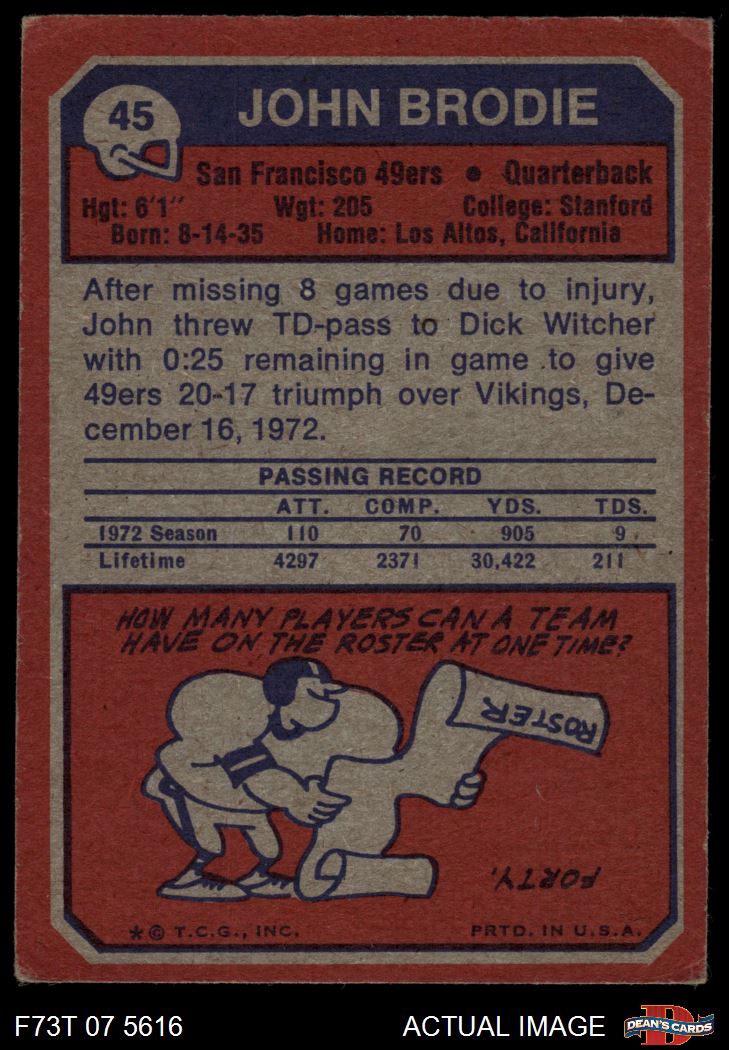 45
JOHN BRODIE
San Francisco 49ers • Quarterback
Hgt: 6'1" Wgt: 205 College: Stanford
Born: 8-14-35 Home: Los Altos, California
After missing 8 games due to injury,
John threw TD-pass to Dick Witcher
with 0:25 remaining in game to give
49ers 20-17 triumph over Vikings, De-
cember 16, 1972.
PASSING RECORD
ATT. COMP. YDS. TDS.
1972 Season 110 70 905 9
Lifetime 4297 2371 30,422 211
HOW MANY PLAYERS CAN A TEAM
HAVE ON THE ROSTER AT ONE TIME?
ROSTER
FORTY.
*© T.C.G., INC. PRTD. IN U.S.A.
F73T 07 5616 ACTUAL IMAGE
DEAN'S CARDS